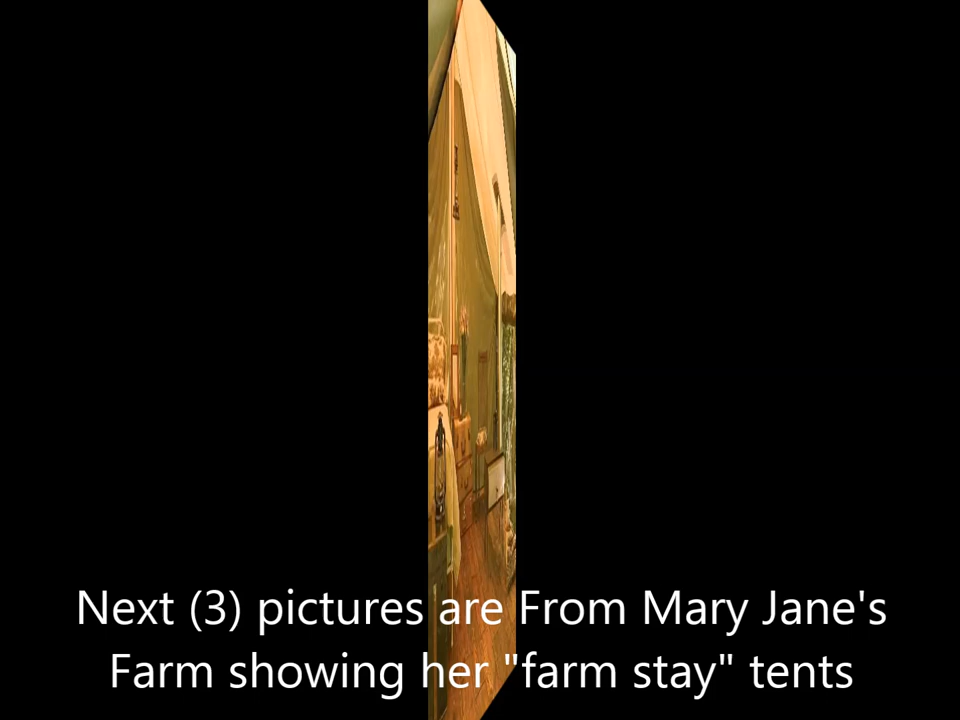 Next (3) pictures are From Mary Jane's
Farm showing her "farm stay" tents